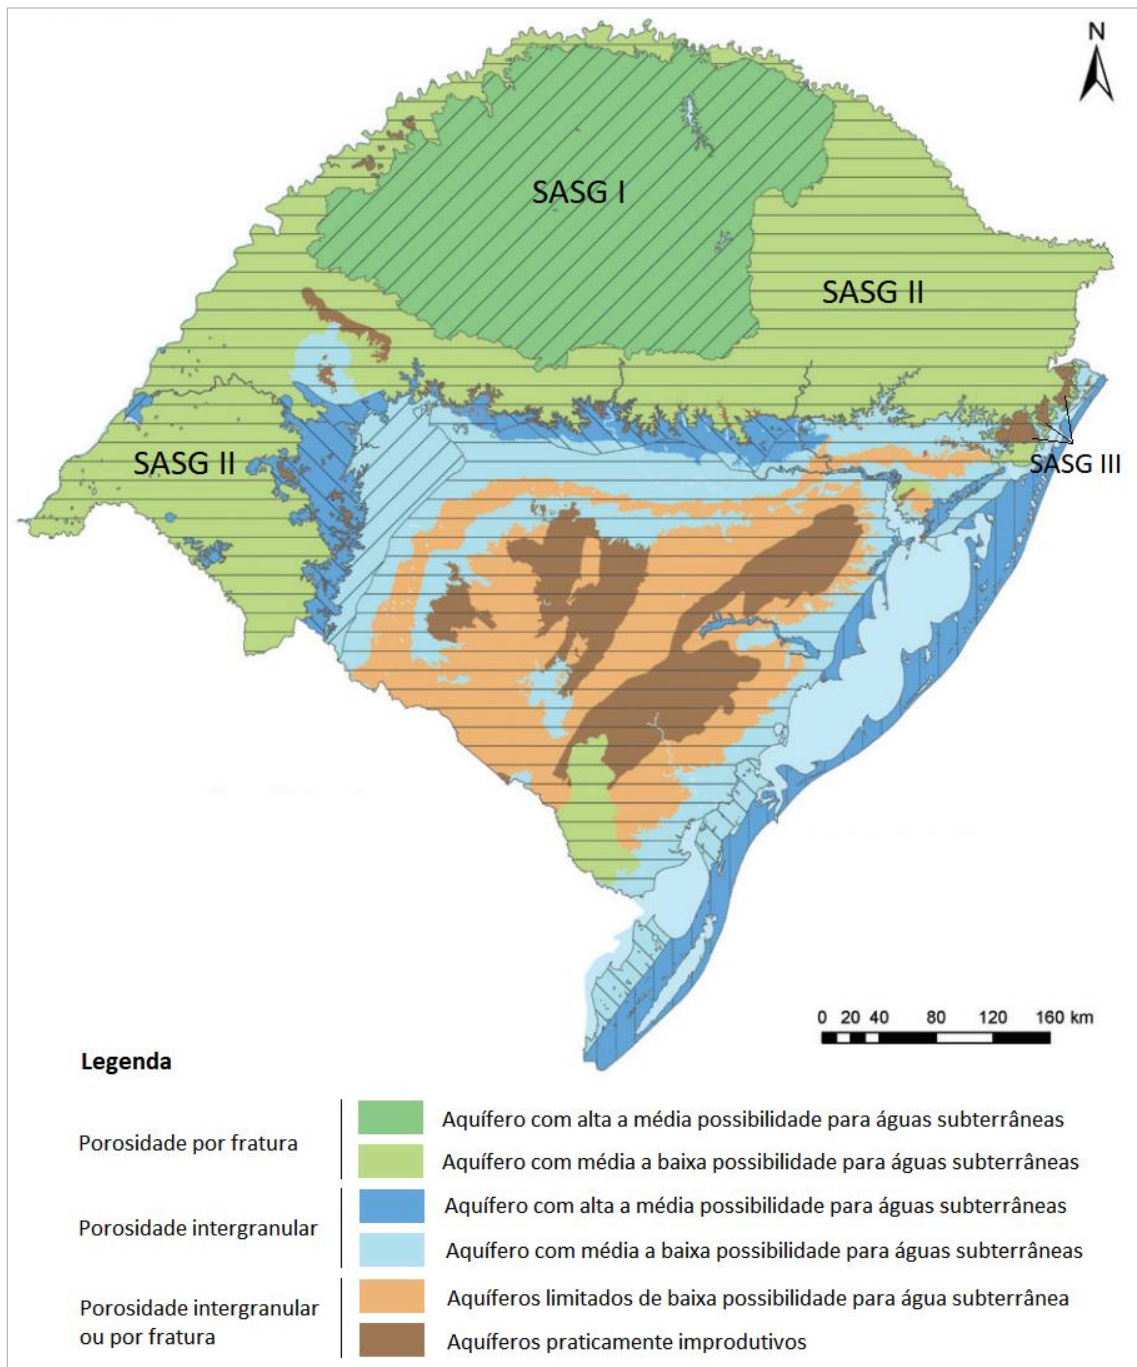 N
SASG I
SASG II
SASG II
SASG III
0 20 40 80 120 160 km
Legenda
Porosidade por fratura
Aquífero com alta a média possibilidade para águas subterrâneas
Aquífero com média a baixa possibilidade para águas subterrâneas
Porosidade intergranular
Aquífero com alta a média possibilidade para águas subterrâneas
Aquífero com média a baixa possibilidade para águas subterrâneas
Porosidade intergranular
ou por fratura
Aquíferos limitados de baixa possibilidade para água subterrânea
Aquíferos praticamente improdutivos